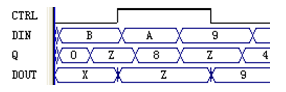 CTRL
DIN B A 9
Q 0 Z 8 Z 4
DOUT X Z 9